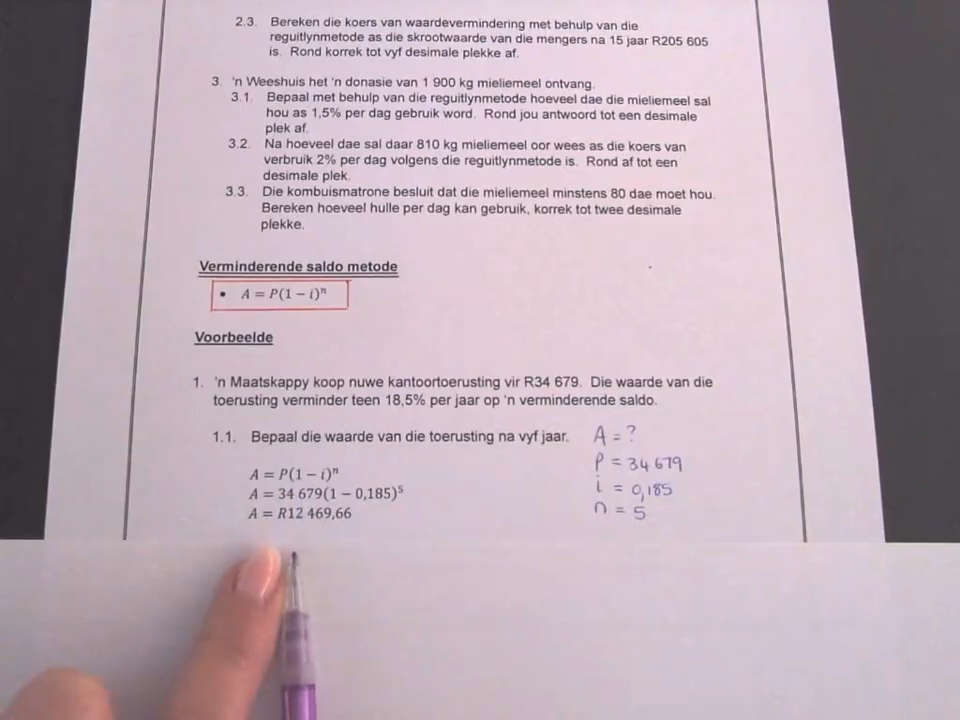 2.3. Bereken die koers van waardevermindering met behulp van die
reguitlynmetode as die skrootwaarde van die mengers na 15 jaar R205 605
is. Rond korrek tot vyf desimale plekke af.
3. 'n Weeshuis het 'n donasie van 1 900 kg mieliemeel ontvang.
3.1. Bepaal met behulp van die reguitlynmetode hoeveel dae die mieliemeel sal
hou as 1,5% per dag gebruik word. Rond jou antwoord tot een desimale
plek af.
3.2. Na hoeveel dae sal daar 810 kg mieliemeel oor wees as die koers van
verbruik 2% per dag volgens die reguitlynmetode is. Rond af tot een
desimale plek.
3.3. Die kombuismatrone besluit dat die mieliemeel minstens 80 dae moet hou.
Bereken hoeveel hulle per dag kan gebruik, korrek tot twee desimale
plekke.
Verminderende saldo metode
• A = P(1 − i)ⁿ
Voorbeelde
1. 'n Maatskappy koop nuwe kantoortoerusting vir R34 679. Die waarde van die
toerusting verminder teen 18,5% per jaar op 'n verminderende saldo.
1.1. Bepaal die waarde van die toerusting na vyf jaar.
A = P(1 − i)ⁿ
A = 34 679(1 − 0,185)⁵
A = R12 469,66
A = ?
P = 34 679
i = 0,185
n = 5